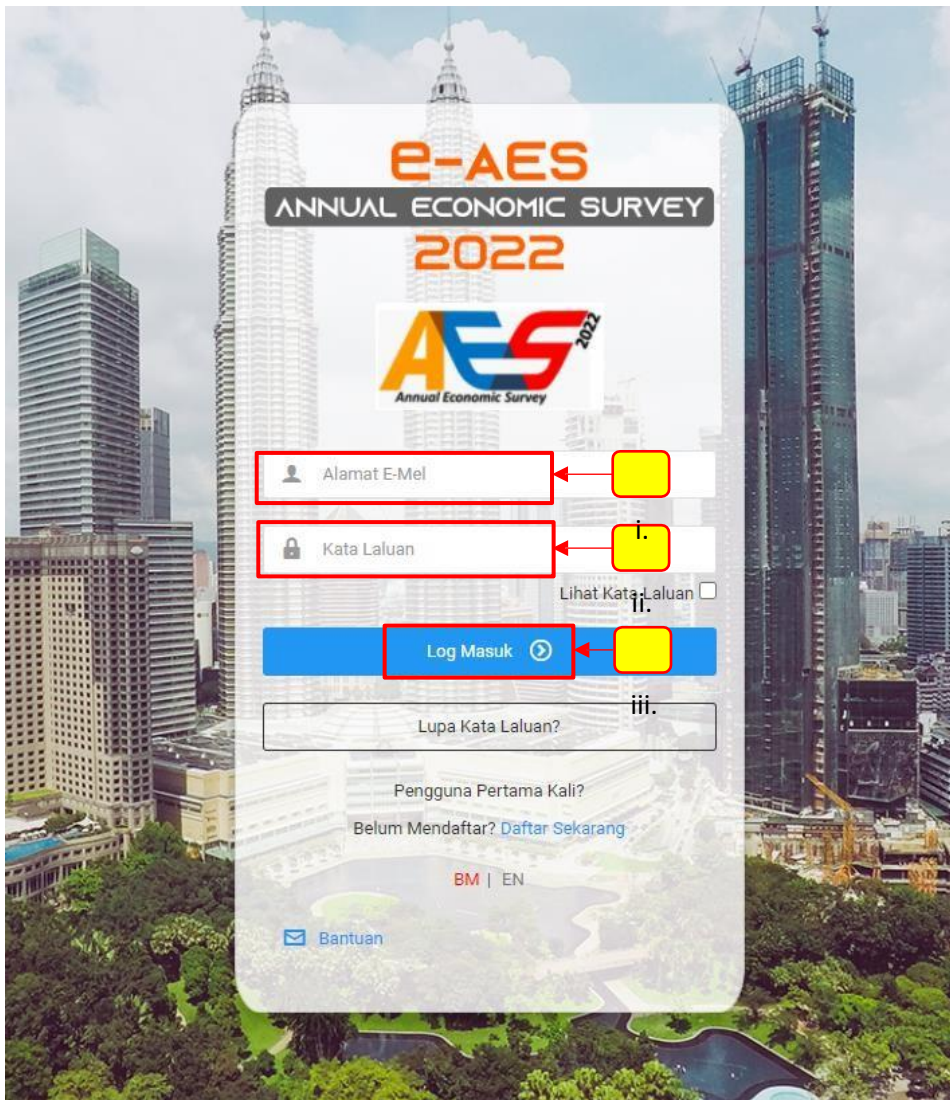 e-AES
ANNUAL ECONOMIC SURVEY
2022
AES 2022
Annual Economic Survey
Alamat E-Mel
i.
Kata Laluan
Lihat Kata Laluan
ii.
Log Masuk
iii.
Lupa Kata Laluan?
Pengguna Pertama Kali?
Belum Mendaftar? Daftar Sekarang
BM | EN
Bantuan